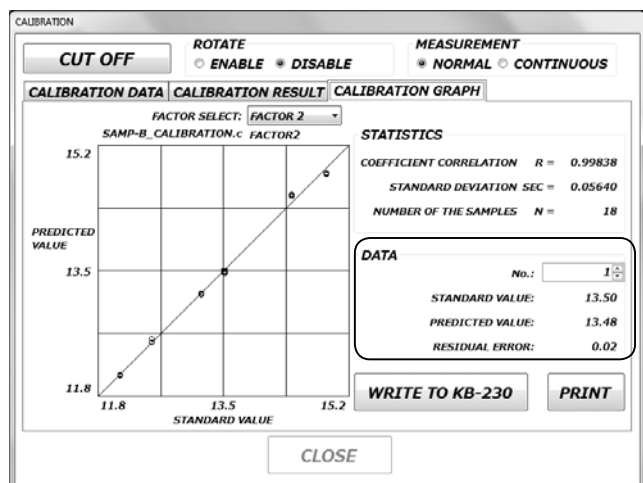 CALIBRATION
CUT OFF
ROTATE
ENABLE DISABLE
MEASUREMENT
NORMAL CONTINUOUS
CALIBRATION DATA CALIBRATION RESULT CALIBRATION GRAPH
FACTOR SELECT: FACTOR 2
SAMP-B_CALIBRATION.c FACTOR2
15.2
PREDICTED
VALUE
13.5
11.8
11.8 13.5 15.2
STANDARD VALUE
STATISTICS
COEFFICIENT CORRELATION R = 0.99838
STANDARD DEVIATION SEC = 0.05640
NUMBER OF THE SAMPLES N = 18
DATA
No.: 1
STANDARD VALUE: 13.50
PREDICTED VALUE: 13.48
RESIDUAL ERROR: 0.02
WRITE TO KB-230 PRINT
CLOSE